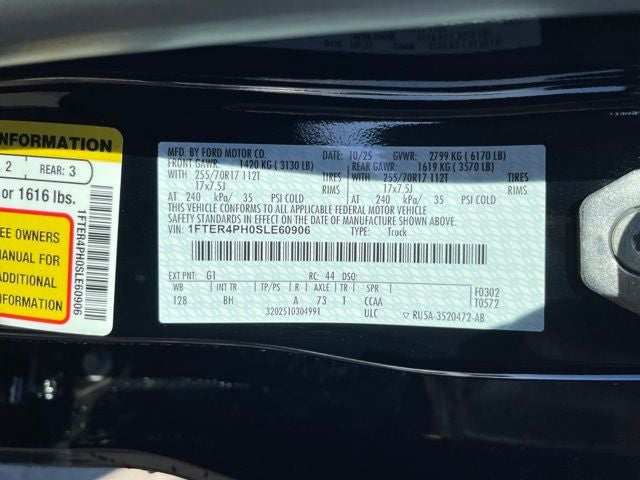 INFORMATION
2 REAR: 3
or 1616 lbs.
EE OWNERS
MANUAL FOR
ADDITIONAL
INFORMATION
1FTER4PH0SLE60906
MFD. BY FORD MOTOR CO. 10/25 GVWR: 2799 KG ( 6170 LB)
FRONT GAWR: 1420 KG ( 3130 LB) REAR GAWR: 1619 KG ( 3570 LB)
255/70R17 112T TIRES 255/70R17 112T TIRES
WITH 17x7.5J RIMS WITH 17x7.5J RIMS
AT 240 kPa/ 35 PSI COLD AT 240 kPa/ 35 PSI COLD
THIS VEHICLE CONFORMS TO ALL APPLICABLE FEDERAL MOTOR VEHICLE
SAFETY STANDARDS IN EFFECT ON THE DATE OF MANUFACTURE SHOWN ABOVE.
VIN: 1FTER4PH0SLE60906 TYPE: Truck
EXT PNT: G1 RC: 44 DSO:
WB INT TR TP/PS R AXLE TR SPR F0302
128 BH A 73 T CCAA T0572
3202510304991 ULC ▽ RU5A-3520472-AB